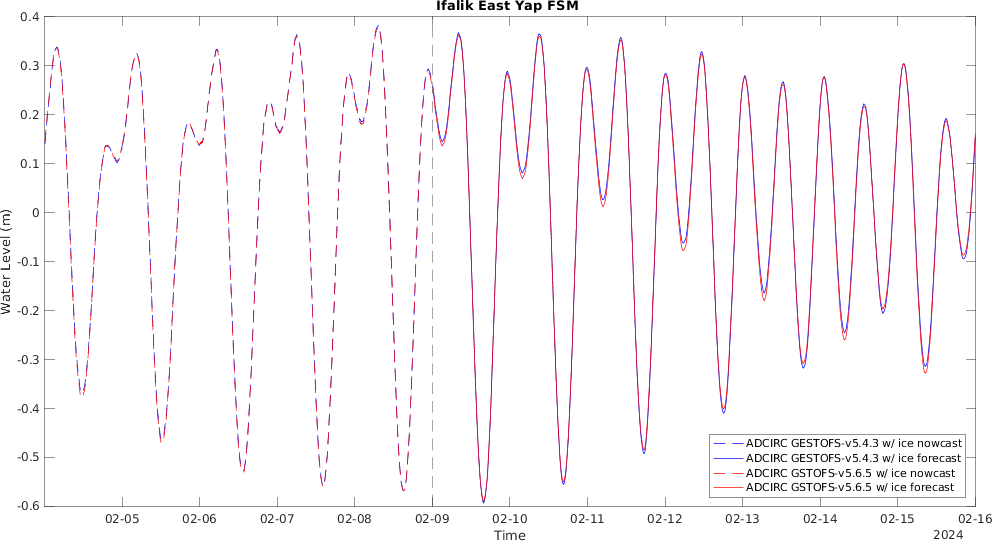 Ifalik East Yap FSM
0.4
0.3
0.2
0.1
0
-0.1
-0.2
-0.3
-0.4
-0.5
-0.6
Water Level (m)
ADCIRC GESTOFS-v5.4.3 w/ ice nowcast
ADCIRC GESTOFS-v5.4.3 w/ ice forecast
ADCIRC GSTOFS-v5.6.5 w/ ice nowcast
ADCIRC GSTOFS-v5.6.5 w/ ice forecast
02-05 02-06 02-07 02-08 02-09 02-10 02-11 02-12 02-13 02-14 02-15 02-16
Time
2024